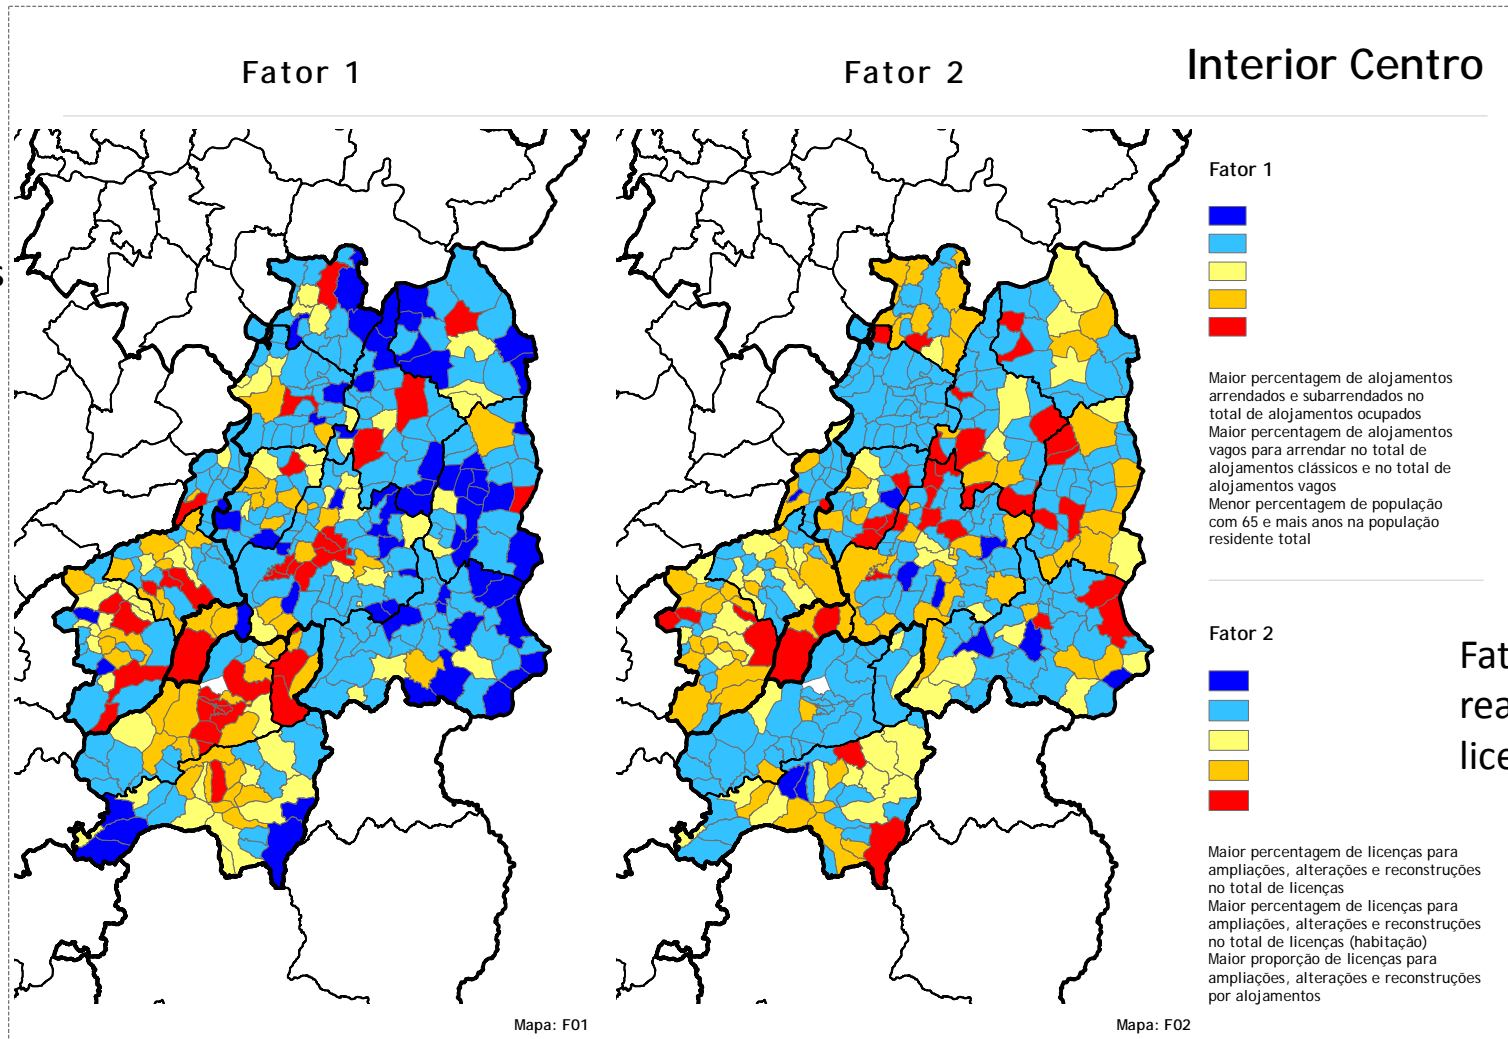 Fator 1
Fator 2
Interior Centro
s
Fator 1
Maior percentagem de alojamentos
arrendados e subarrendados no
total de alojamentos ocupados
Maior percentagem de alojamentos
vagos para arrendar no total de
alojamentos clássicos e no total de
alojamentos vagos
Menor percentagem de população
com 65 e mais anos na população
residente total
Fator 2
Fat
rea
lice
Maior percentagem de licenças para
ampliações, alterações e reconstruções
no total de licenças
Maior percentagem de licenças para
ampliações, alterações e reconstruções
no total de licenças (habitação)
Maior proporção de licenças para
ampliações, alterações e reconstruções
por alojamentos
Mapa: F01
Mapa: F02